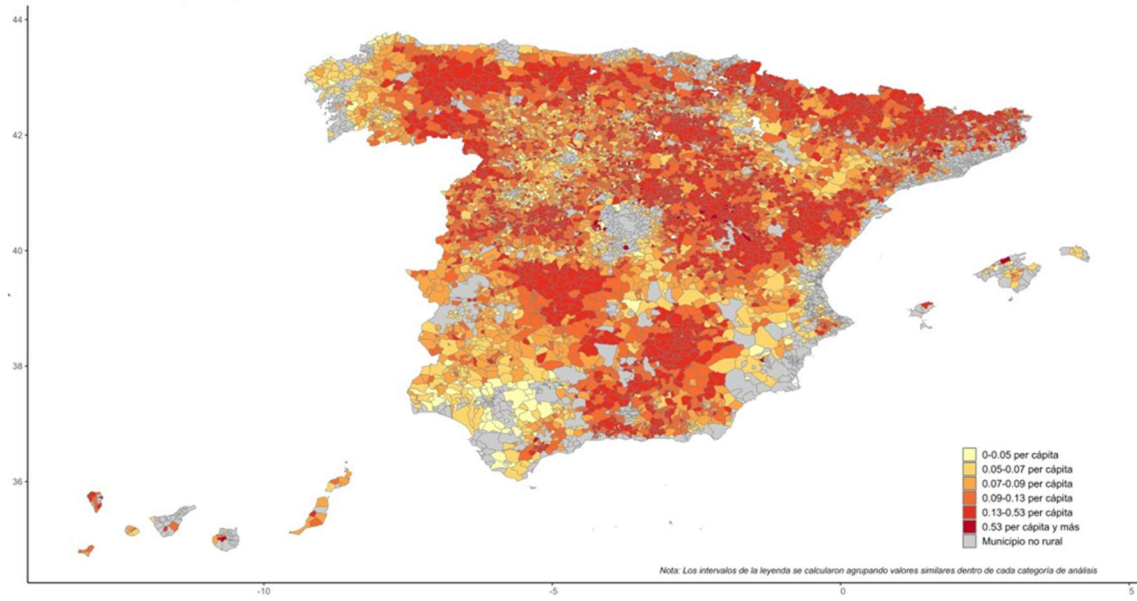 44
42
40
38
36
0-0.05 per cápita
0.05-0.07 per cápita
0.07-0.09 per cápita
0.09-0.13 per cápita
0.13-0.53 per cápita
0.53 per cápita y más
Municipio no rural
Nota: Los intervalos de la leyenda se calcularon agrupando valores similares dentro de cada categoría de análisis
-10
-5
0
5